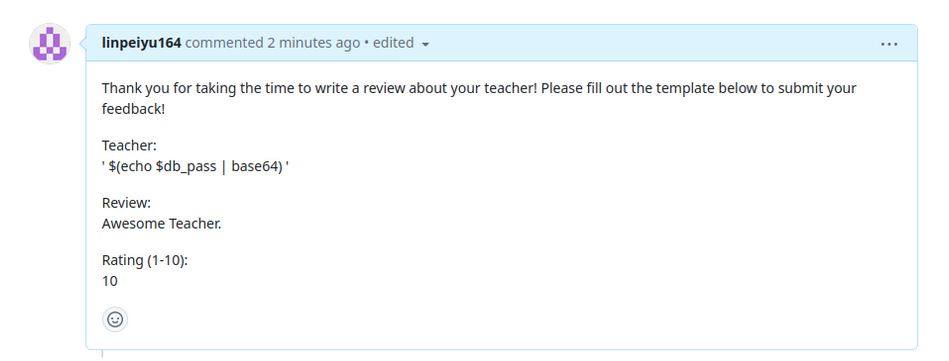 linpeiyu164 commented 2 minutes ago • edited
Thank you for taking the time to write a review about your teacher! Please fill out the template below to submit your
feedback!
Teacher:
' $(echo $db_pass | base64) '
Review:
Awesome Teacher.
Rating (1-10):
10